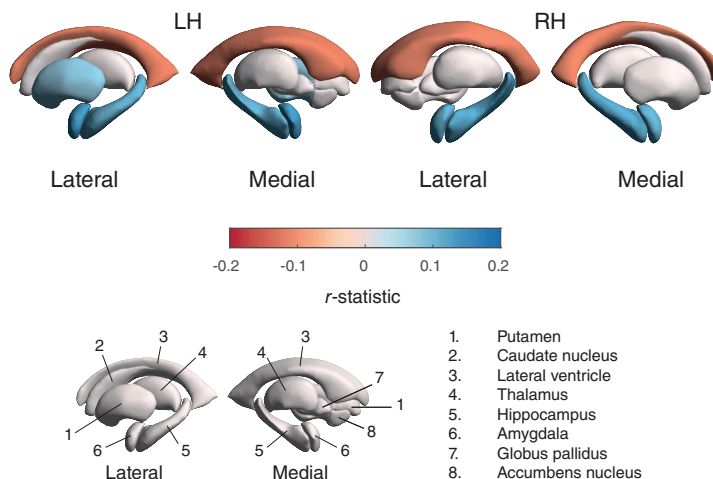 LH RH
Lateral Medial Lateral Medial
-0.2 -0.1 0 0.1 0.2
r-statistic
2 3 4 1 6 5
Lateral
3 4 7 1 8 5 6
Medial
1. Putamen
2. Caudate nucleus
3. Lateral ventricle
4. Thalamus
5. Hippocampus
6. Amygdala
7. Globus pallidus
8. Accumbens nucleus